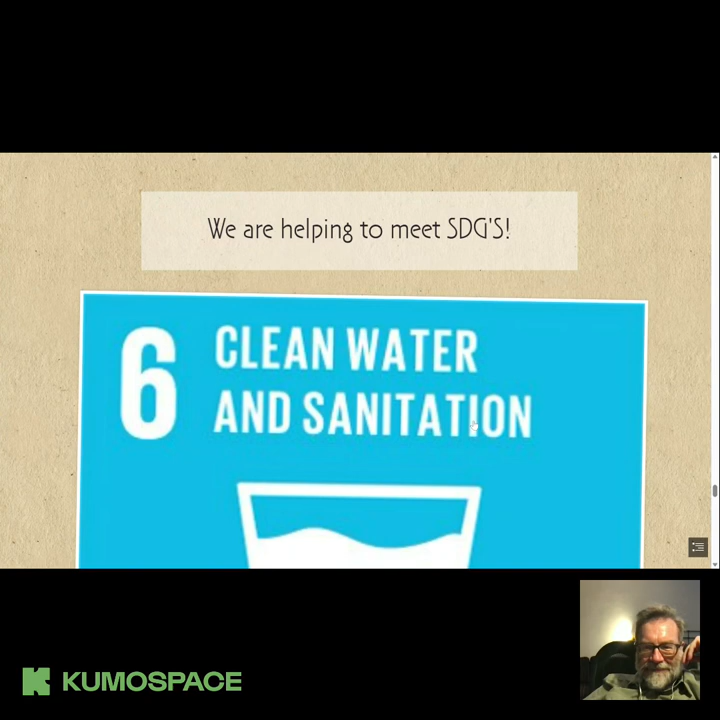 We are helping to meet SDG'S!
6
CLEAN WATER
AND SANITATION
KUMOSPACE